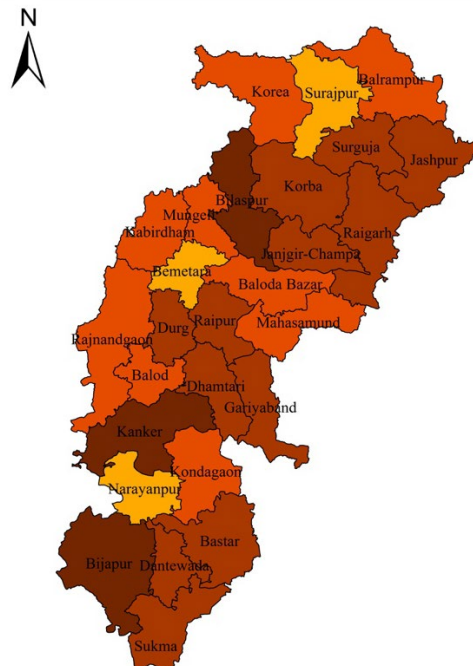 N
Korea
Surajpur
Balrampur
Surguja
Jashpur
Bilaspur
Korba
Mungeli
Kabirdham
Raigarh
Janjgir-Champa
Bemetara
Baloda Bazar
Mahasamund
Rajnandgaon
Durg
Raipur
Balod
Dhamtari
Gariyaband
Kanker
Kondagaon
Narayanpur
Bastar
Bijapur
Dantewada
Sukma